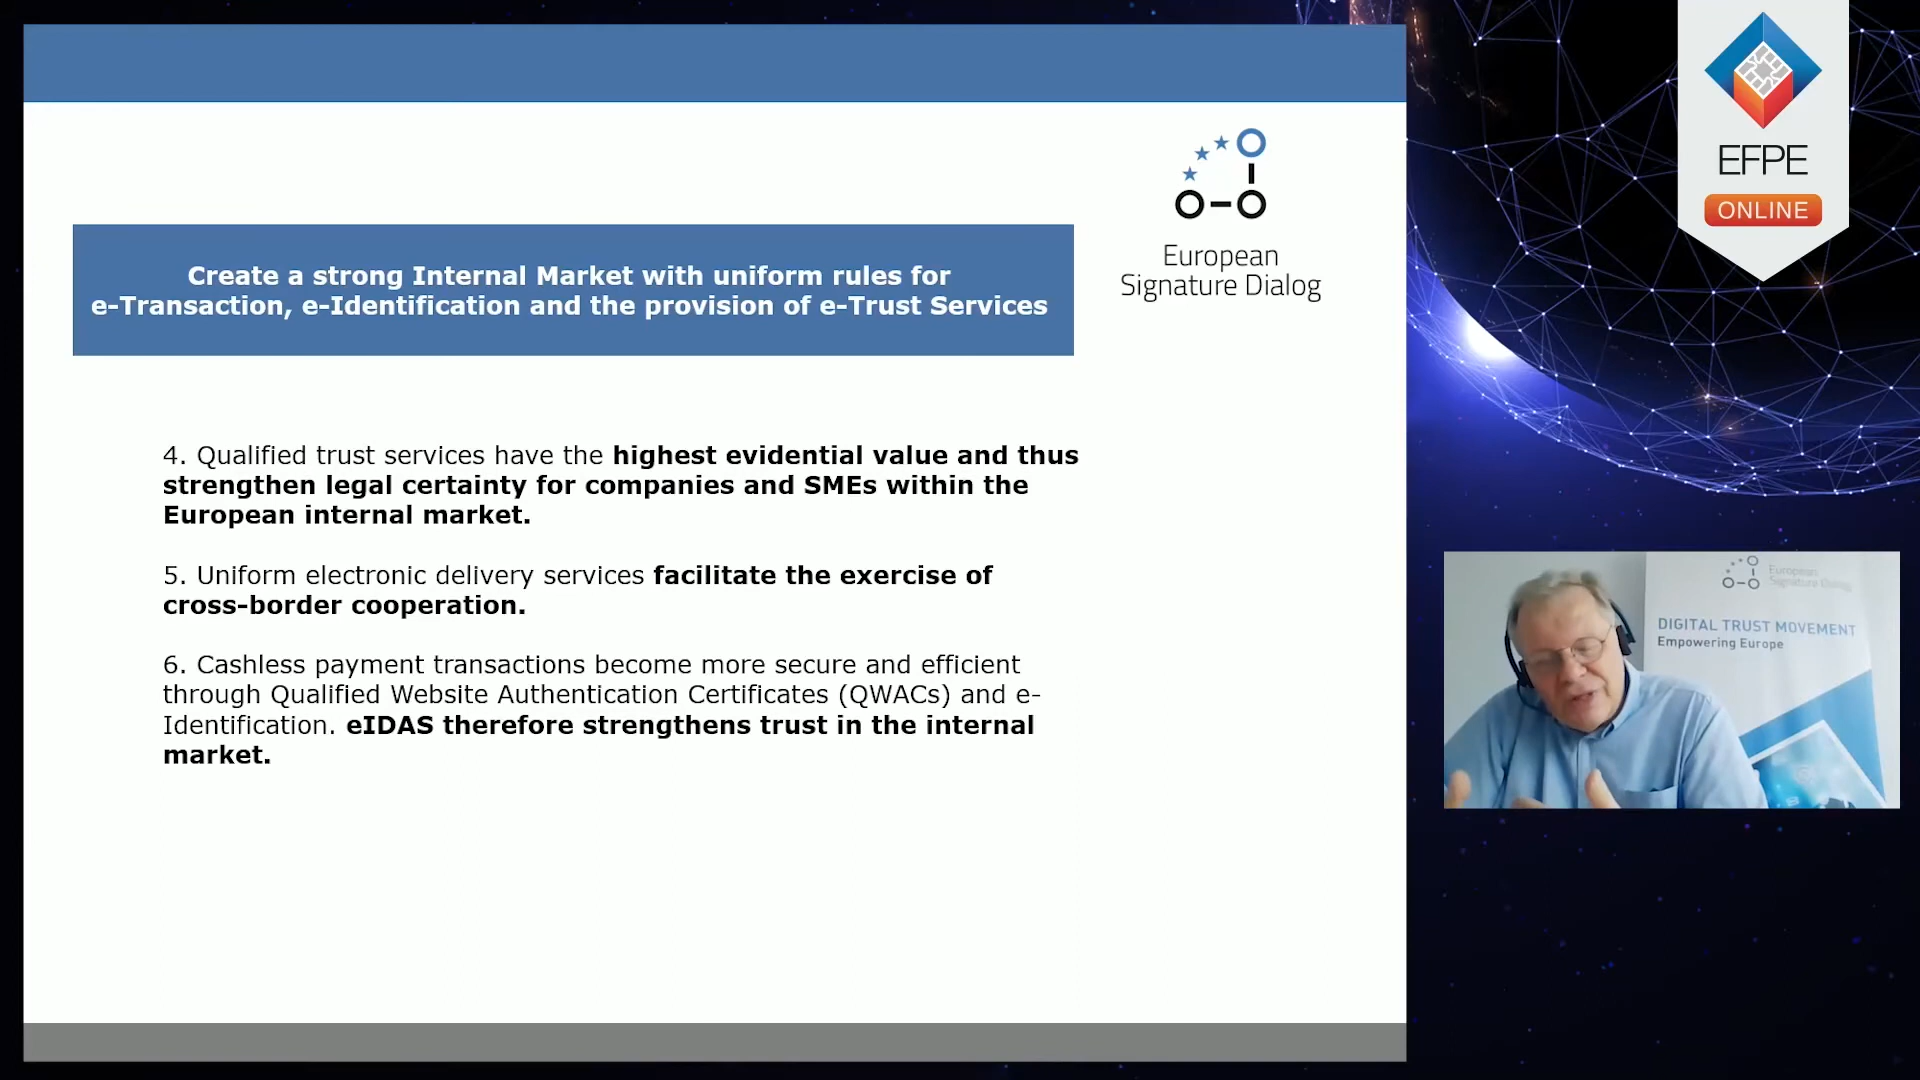 Create a strong Internal Market with uniform rules for
e-Transaction, e-Identification and the provision of e-Trust Services
European
Signature Dialog
4. Qualified trust services have the highest evidential value and thus
strengthen legal certainty for companies and SMEs within the
European internal market.
5. Uniform electronic delivery services facilitate the exercise of
cross-border cooperation.
6. Cashless payment transactions become more secure and efficient
through Qualified Website Authentication Certificates (QWACs) and e-
Identification. eIDAS therefore strengthens trust in the internal
market.
EFPE
ONLINE
European
Signature Dialog
DIGITAL TRUST MOVEMENT
Empowering Europe